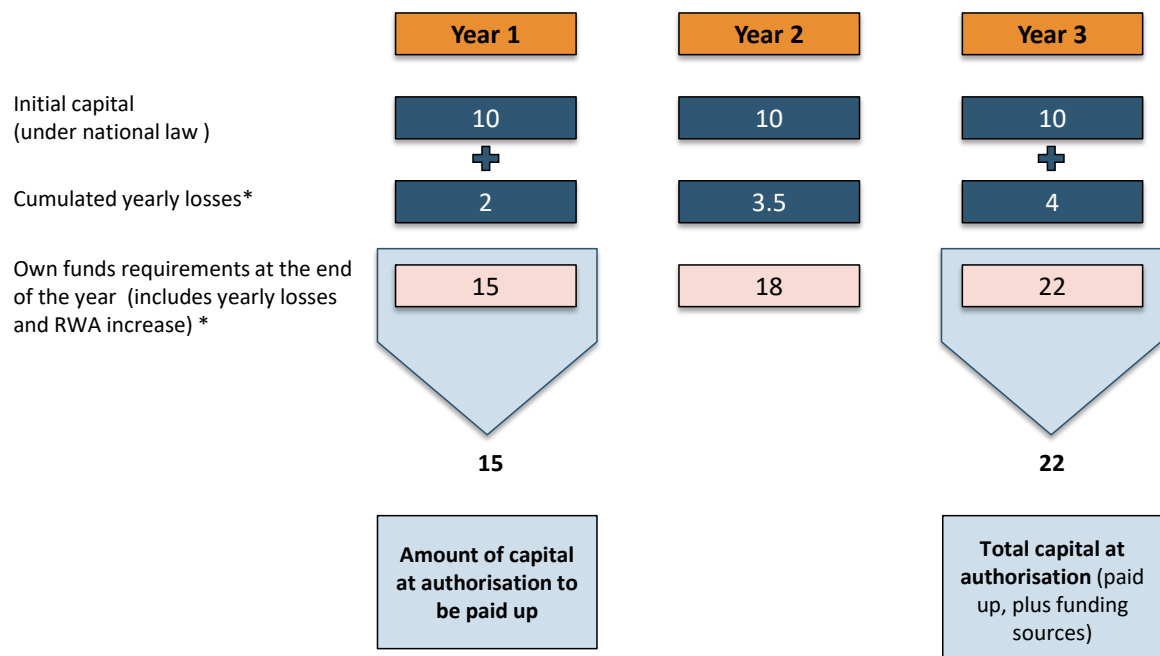 Year 1
Year 2
Year 3
Initial capital
(under national law )
10
10
10
Cumulated yearly losses*
2
3.5
4
Own funds requirements at the end
of the year  (includes yearly losses
and RWA increase) *
15
18
22
15
22
Amount of capital
at authorisation to
be paid up
Total capital at
authorisation (paid
up, plus funding
sources)